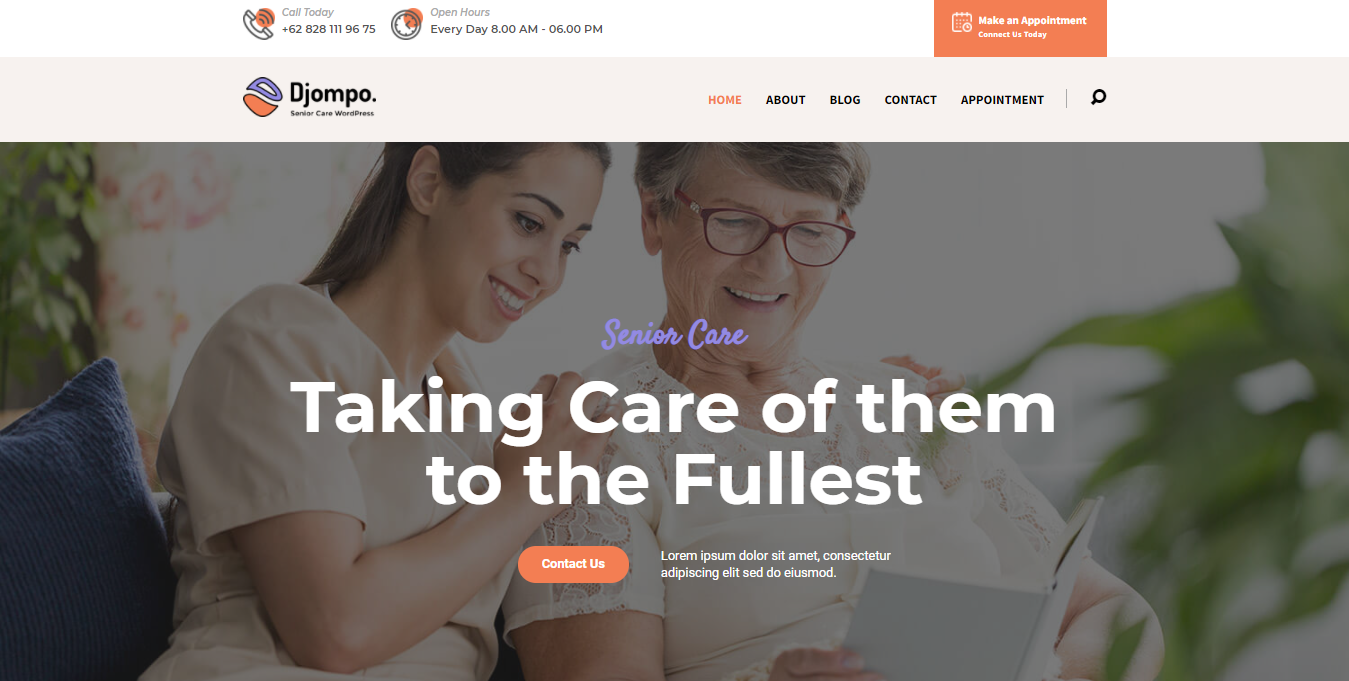 Call Today
+62 828 111 96 75
Open Hours
Every Day 8.00 AM - 06.00 PM
Make an Appointment
Connect Us Today
Djompo.
Senior Care WordPress
HOME ABOUT BLOG CONTACT APPOINTMENT
Senior Care
Taking Care of them
to the Fullest
Contact Us
Lorem ipsum dolor sit amet, consectetur
adipiscing elit sed do eiusmod.